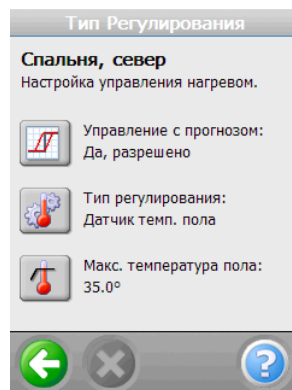 Тип Регулирования
Спальня, север
Настройка управления нагревом.
Управление с прогнозом:
Да, разрешено
Тип регулирования:
Датчик темп. пола
Макс. температура пола:
35.0°
?